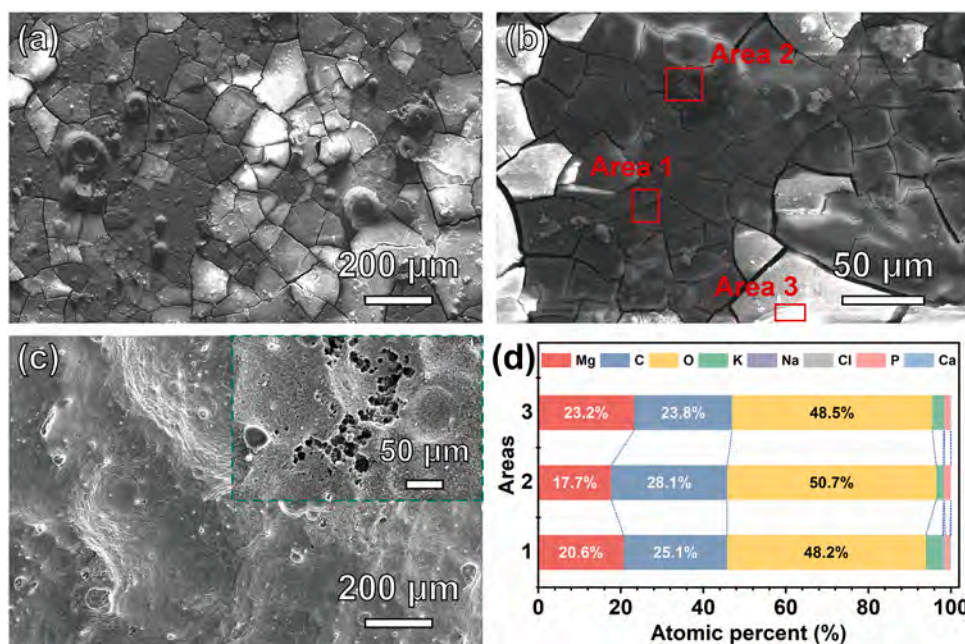 (a)
200 µm
(b)
Area 2
Area 1
Area 3
50 µm
(c)
50 µm
200 µm
(d)
Mg C O K Na Cl P Ca
Areas
3
23.2% 23.8% 48.5%
2
17.7% 28.1% 50.7%
1
20.6% 25.1% 48.2%
0 20 40 60 80 100
Atomic percent (%)